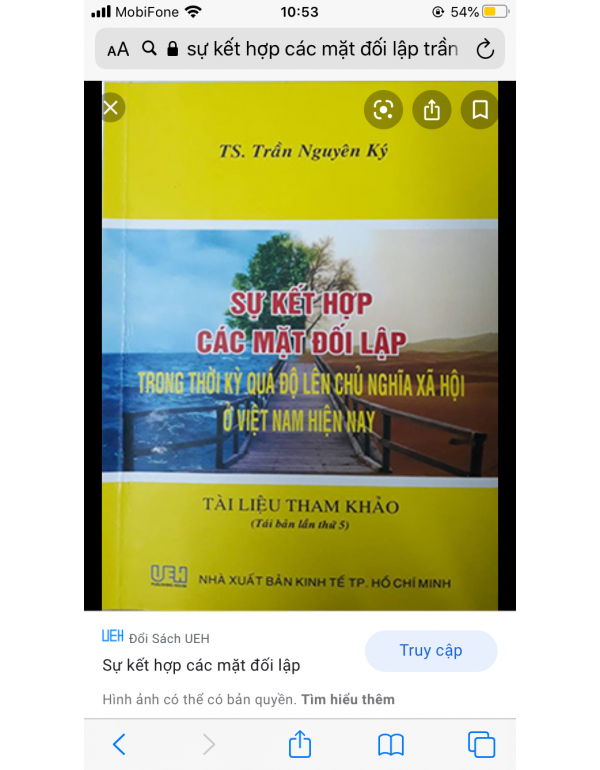 MobiFone 10:53 54%
AA sự kết hợp các mặt đối lập trần
TS. Trần Nguyên Ký
SỰ KẾT HỢP
CÁC MẶT ĐỐI LẬP
TRONG THỜI KỲ QUÁ ĐỘ LÊN CHỦ NGHĨA XÃ HỘI
Ở VIỆT NAM HIỆN NAY
TÀI LIỆU THAM KHẢO
(Tái bản lần thứ 5)
UEH NHÀ XUẤT BẢN KINH TẾ TP. HỒ CHÍ MINH
UEH Đổi Sách UEH
Truy cập
Sự kết hợp các mặt đối lập
Hình ảnh có thể có bản quyền. Tìm hiểu thêm